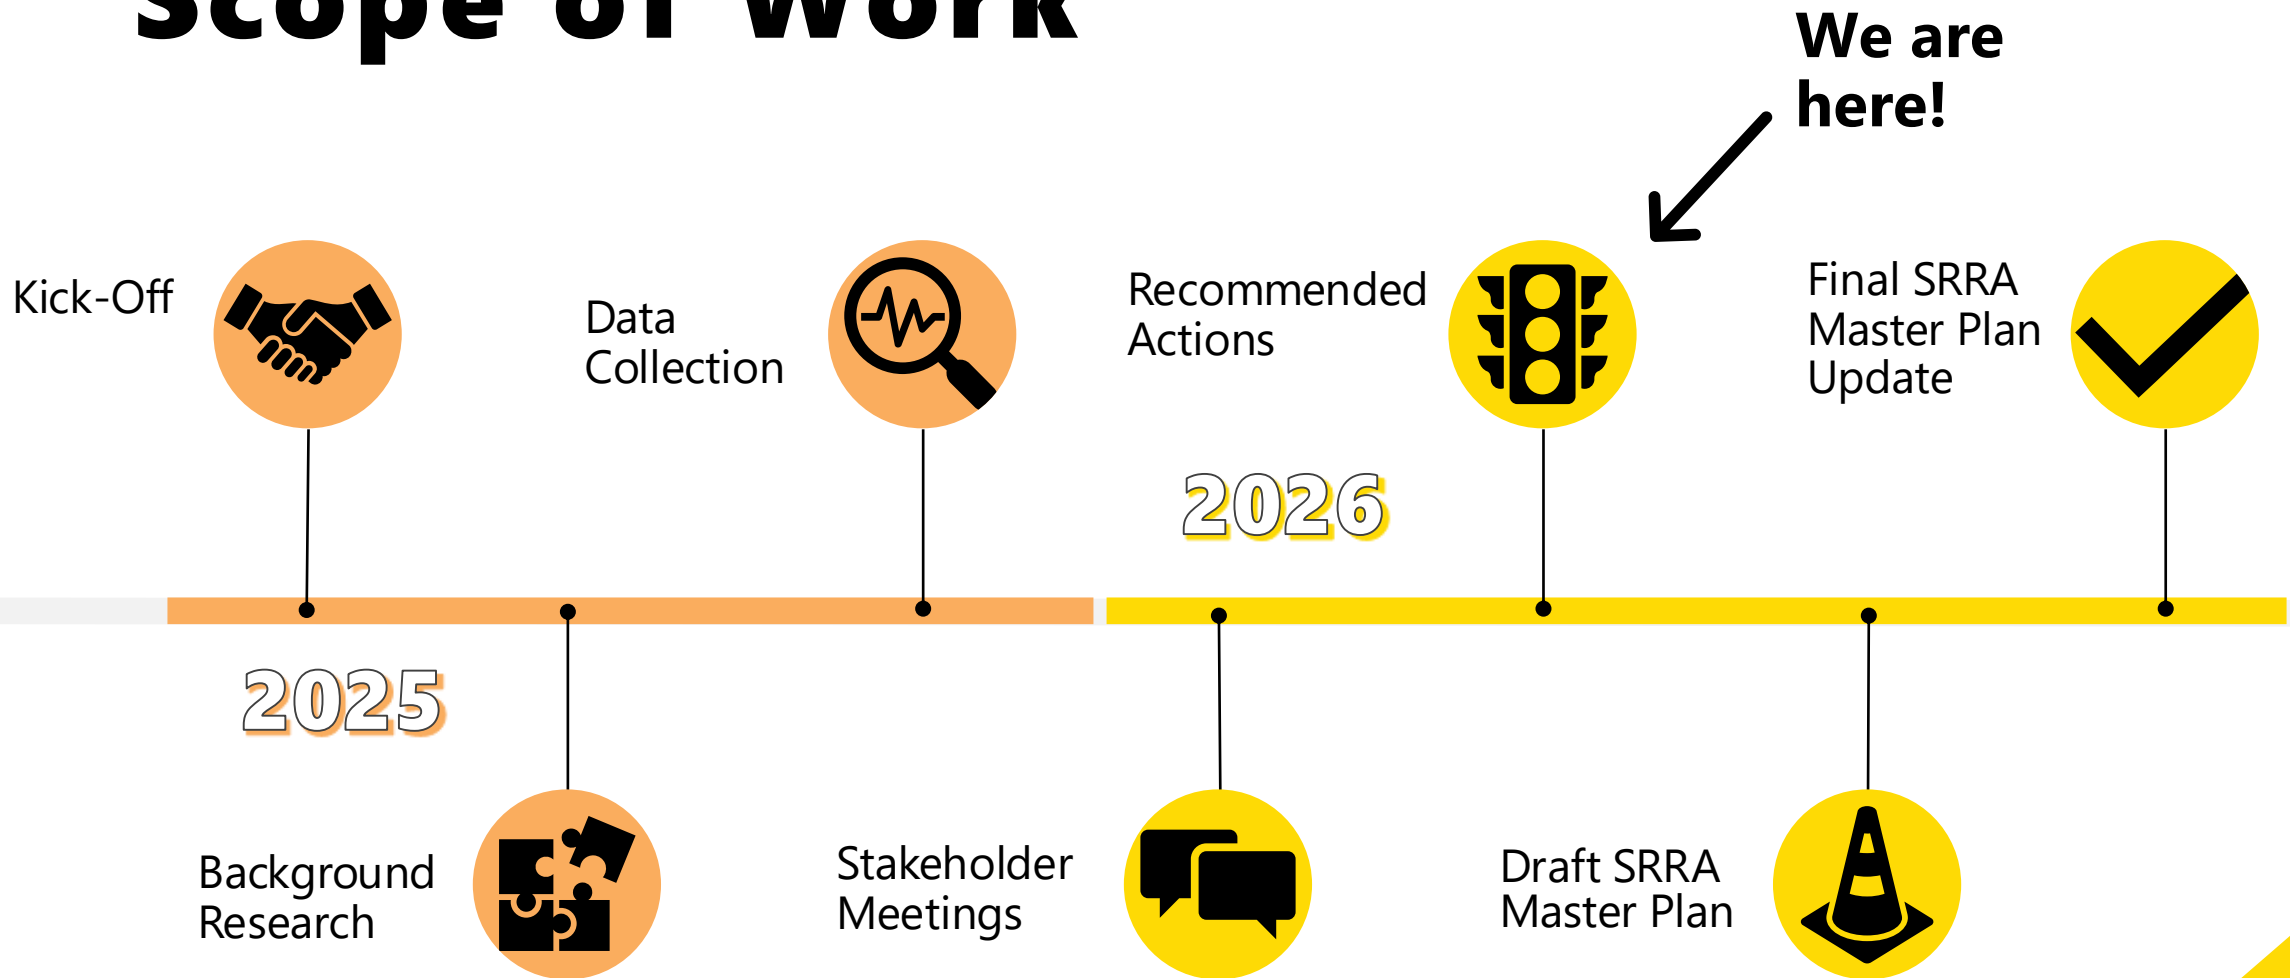 Scope of Work
We are
here!
Kick-Off
Data
Collection
Recommended
Actions
Final SRRA
Master Plan
Update
2026
2025
Background
Research
Stakeholder
Meetings
Draft SRRA
Master Plan